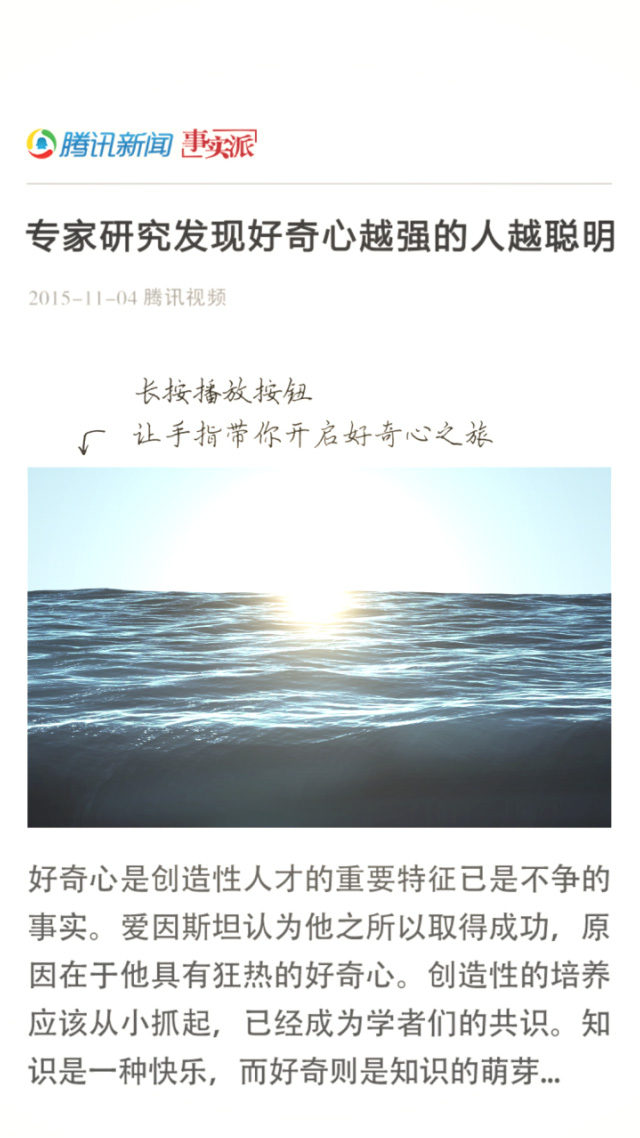 腾讯新闻 事实派
专家研究发现好奇心越强的人越聪明
2015-11-04 腾讯视频
长按播放按钮
让手指带你开启好奇心之旅
好奇心是创造性人才的重要特征已是不争的
事实。爱因斯坦认为他之所以取得成功，原
因在于他具有狂热的好奇心。创造性的培养
应该从小抓起，已经成为学者们的共识。知
识是一种快乐，而好奇则是知识的萌芽...